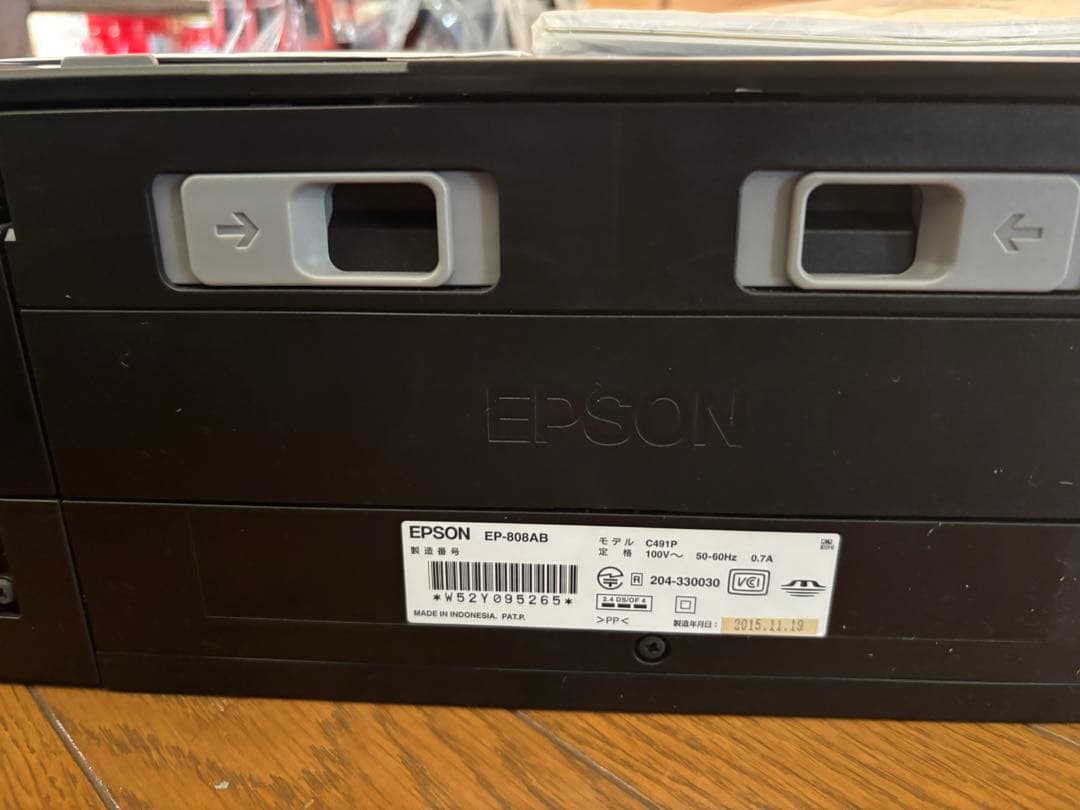 EPSON
EPSON EP-808AB
製造番号
*W52Y095265*
MADE IN INDONESIA. PAT.P.
モデル C491P
定格 100V～ 50-60Hz 0.7A
R 204-330030 VCI
2.4 DS/OF 4
>PP<
製造年月日: 2015.11.19